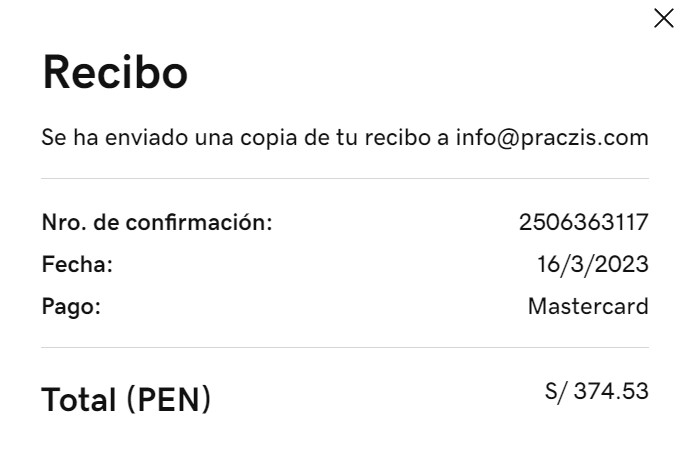 Recibo
Se ha enviado una copia de tu recibo a info@praczis.com
Nro. de confirmación: 2506363117
Fecha: 16/3/2023
Pago: Mastercard
Total (PEN) S/ 374.53